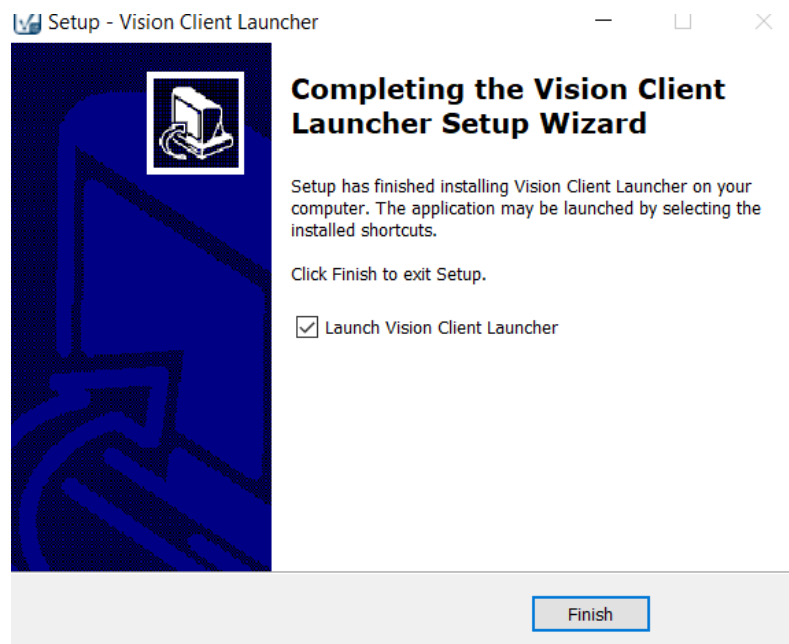 Setup - Vision Client Launcher
Completing the Vision Client
Launcher Setup Wizard
Setup has finished installing Vision Client Launcher on your
computer. The application may be launched by selecting the
installed shortcuts.
Click Finish to exit Setup.
Launch Vision Client Launcher
Finish